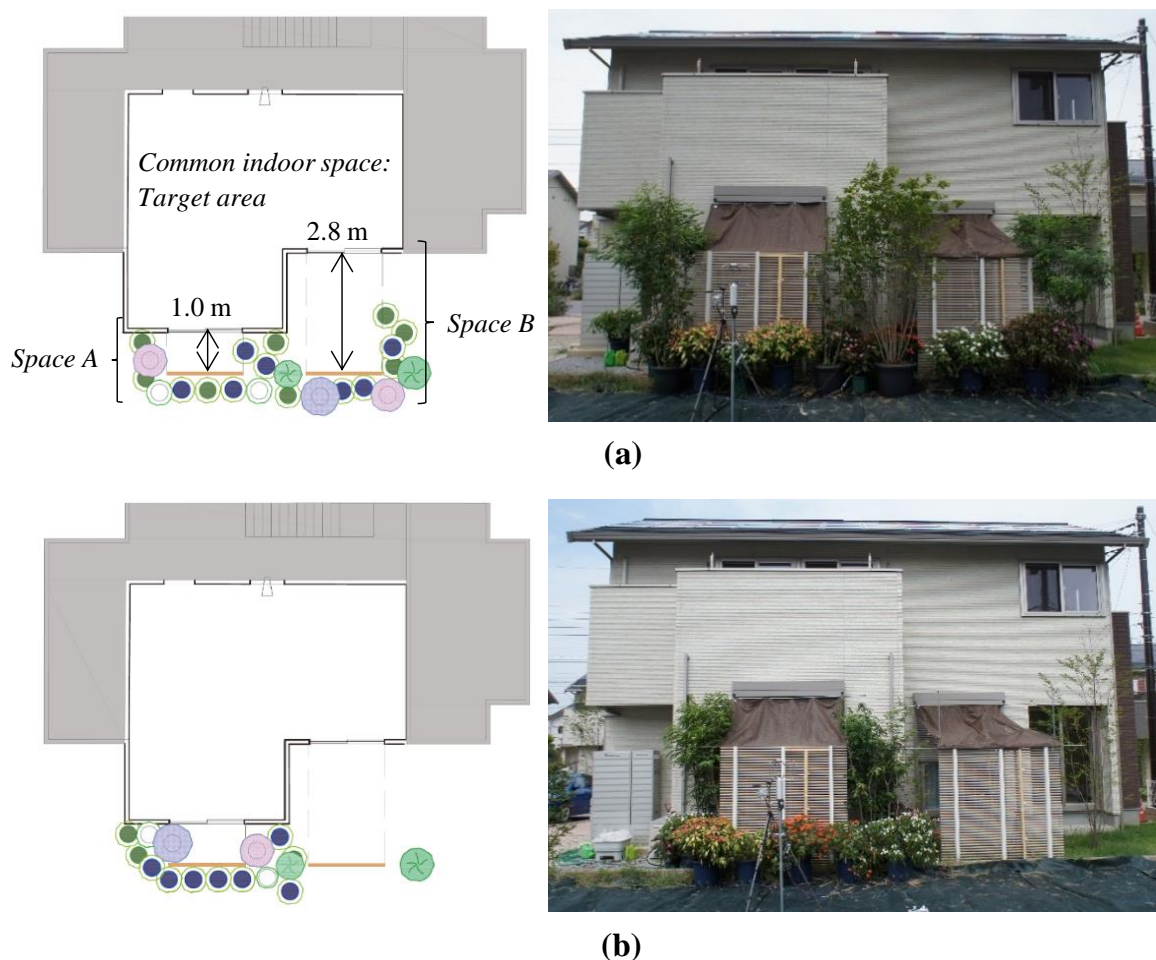 Common indoor space:
Target area
2.8 m
1.0 m
Space A
Space B
(a)
(b)